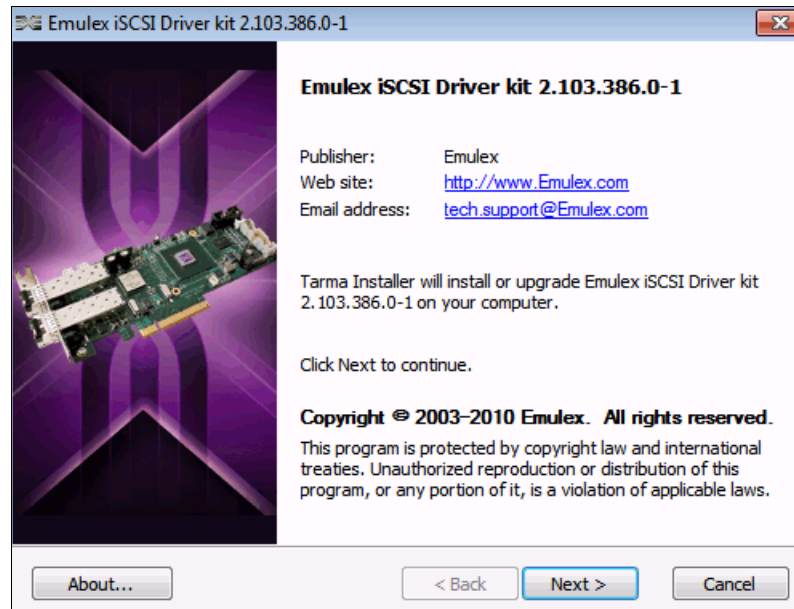 Emulex iSCSI Driver kit 2.103.386.0-1
Emulex iSCSI Driver kit 2.103.386.0-1
Publisher: Emulex
Web site: http://www.Emulex.com
Email address: tech.support@Emulex.com
Tarma Installer will install or upgrade Emulex iSCSI Driver kit
2.103.386.0-1 on your computer.
Click Next to continue.
Copyright © 2003-2010 Emulex. All rights reserved.
This program is protected by copyright law and international
treaties. Unauthorized reproduction or distribution of this
program, or any portion of it, is a violation of applicable laws.
About... < Back Next > Cancel